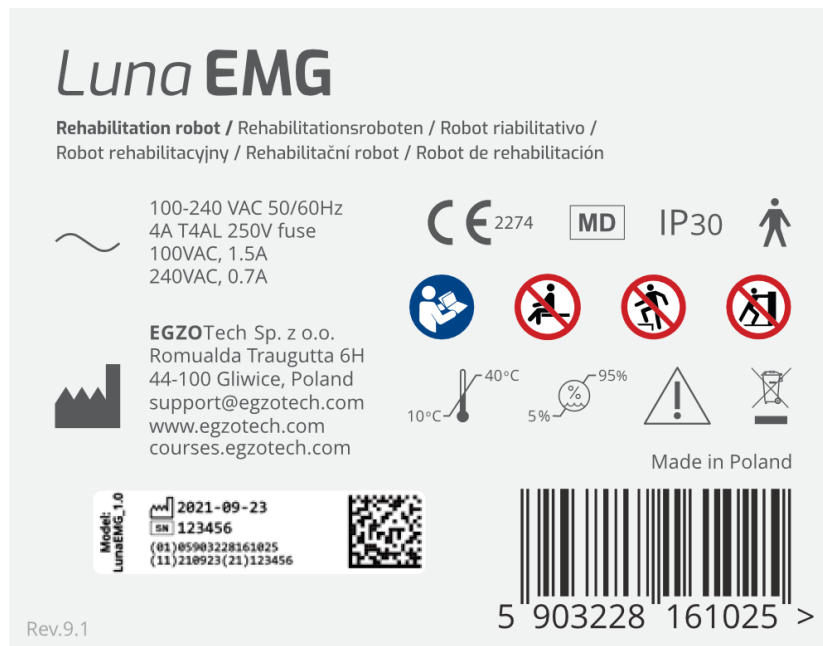 Luna EMG
Rehabilitation robot / Rehabilitationsroboten / Robot riabilitativo /
Robot rehabilitacyjny / Rehabilitační robot / Robot de rehabilitación
100-240 VAC 50/60Hz
4A T4AL 250V fuse
100VAC, 1.5A
240VAC, 0.7A
CE 2274
MD
IP30
EGZOTech Sp. z o.o.
Romualda Traugutta 6H
44-100 Gliwice, Poland
support@egzotech.com
www.egzotech.com
courses.egzotech.com
40°C
10°C
%
95%
5%
!
Made in Poland
Model:
LunaEMG_1.0
2021-09-23
SN 123456
(01)05903228161025
(11)210923(21)123456
5 903228 161025 >
Rev.9.1